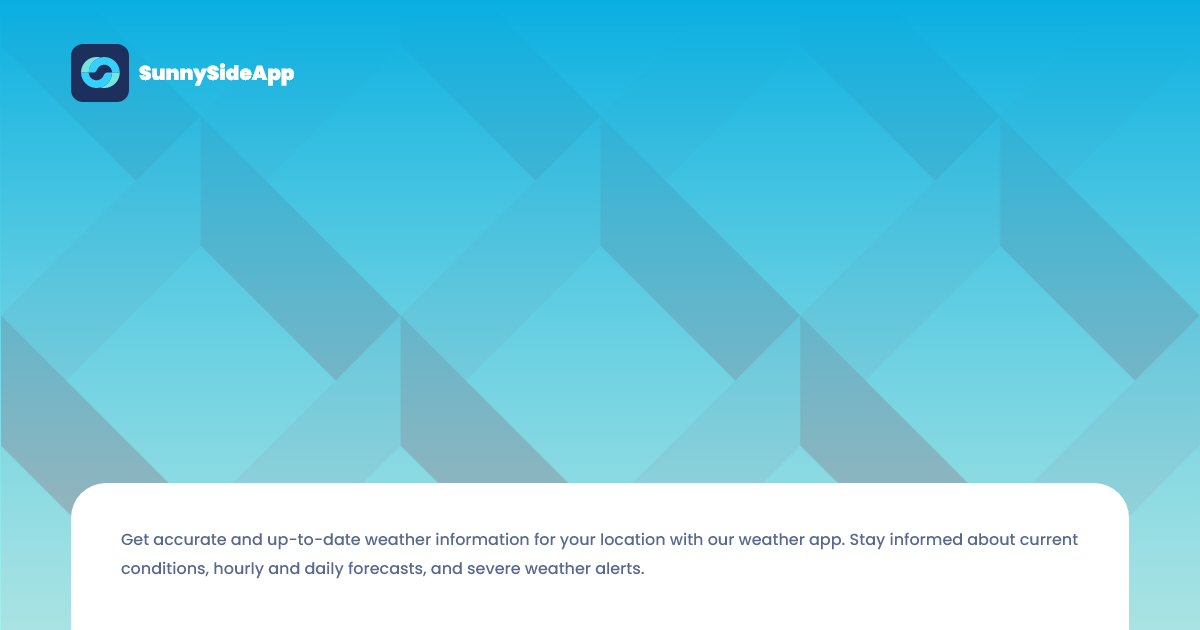 SunnySideApp
Get accurate and up-to-date weather information for your location with our weather app. Stay informed about current
conditions, hourly and daily forecasts, and severe weather alerts.